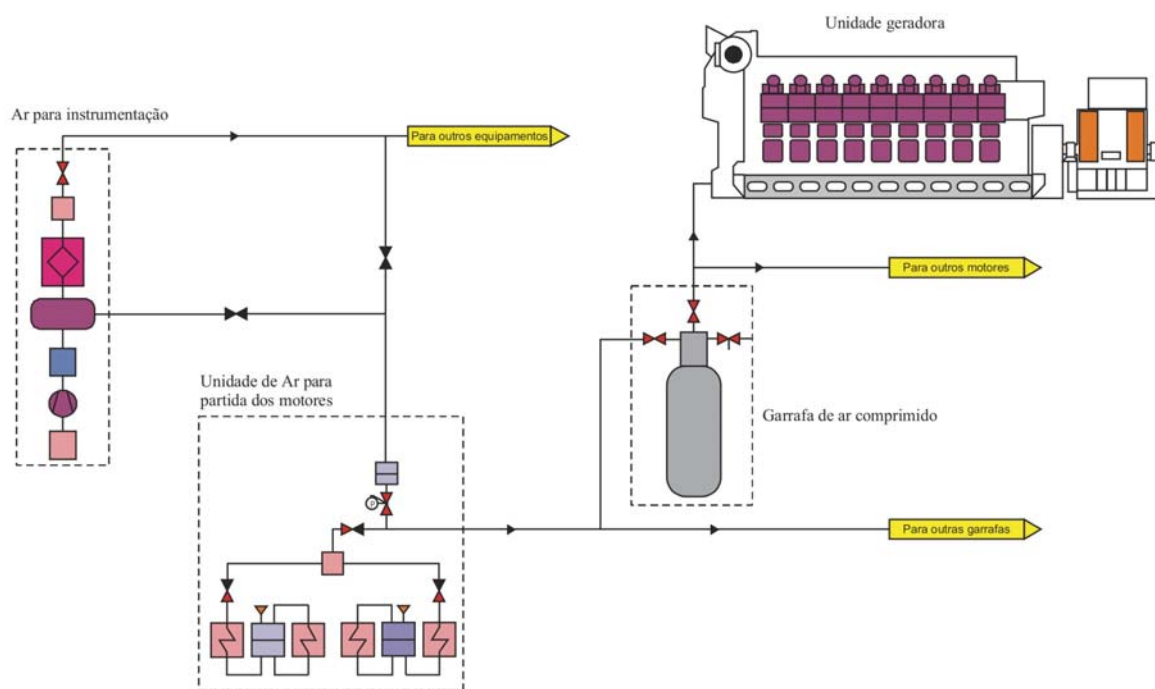 Unidade geradora
Ar para instrumentação
Para outros equipamentos
Para outros motores
Unidade de Ar para
partida dos motores
Garrafa de ar comprimido
P
Para outras garrafas